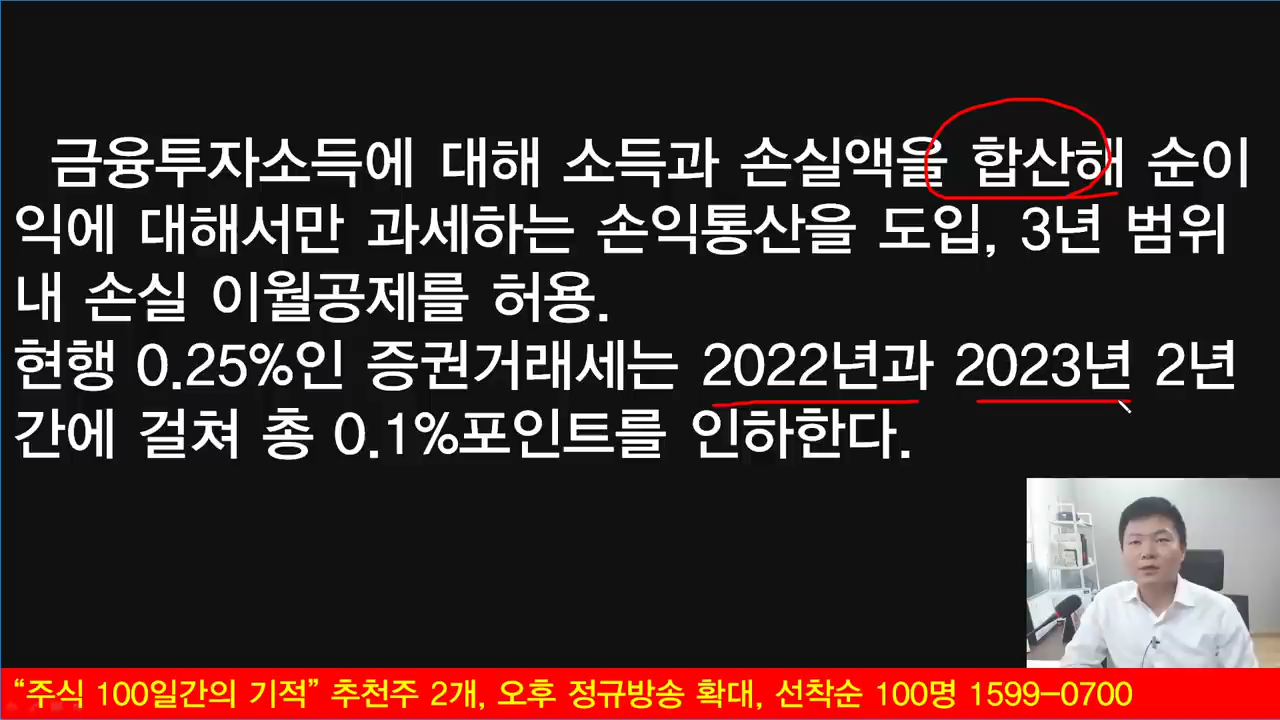 금융투자소득에 대해 소득과 손실액을 합산해 순이
익에 대해서만 과세하는 손익통산을 도입, 3년 범위
내 손실 이월공제를 허용.
현행 0.25%인 증권거래세는 2022년과 2023년 2년
간에 걸쳐 총 0.1%포인트를 인하한다.
“주식 100일간의 기적” 추천주 2개, 오후 정규방송 확대, 선착순 100명 1599-0700